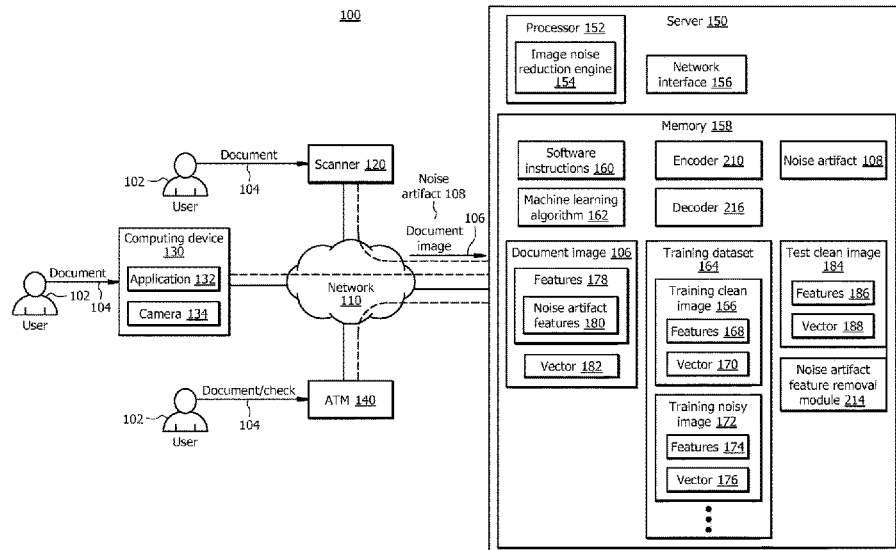 100
Processor 152
Server 150
Image noise
reduction engine
154
Network
interface 156
Memory 158
Software
instructions 160
Encoder 210
Noise artifact 108
Machine learning
algorithm 162
Decoder 216
Document
104
102
User
Scanner 120
Noise
artifact 108
106
Document
image
Computing device
130
Application 132
Camera 134
Document
104
102
User
Network
110
Document/check
104
102
User
ATM 140
Document image 106
Features 178
Noise artifact
features 180
Vector 182
Training dataset
164
Training clean
image 166
Features 168
Vector 170
Training noisy
image 172
Features 174
Vector 176
Test clean image
184
Features 186
Vector 188
Noise artifact
feature removal
module 214